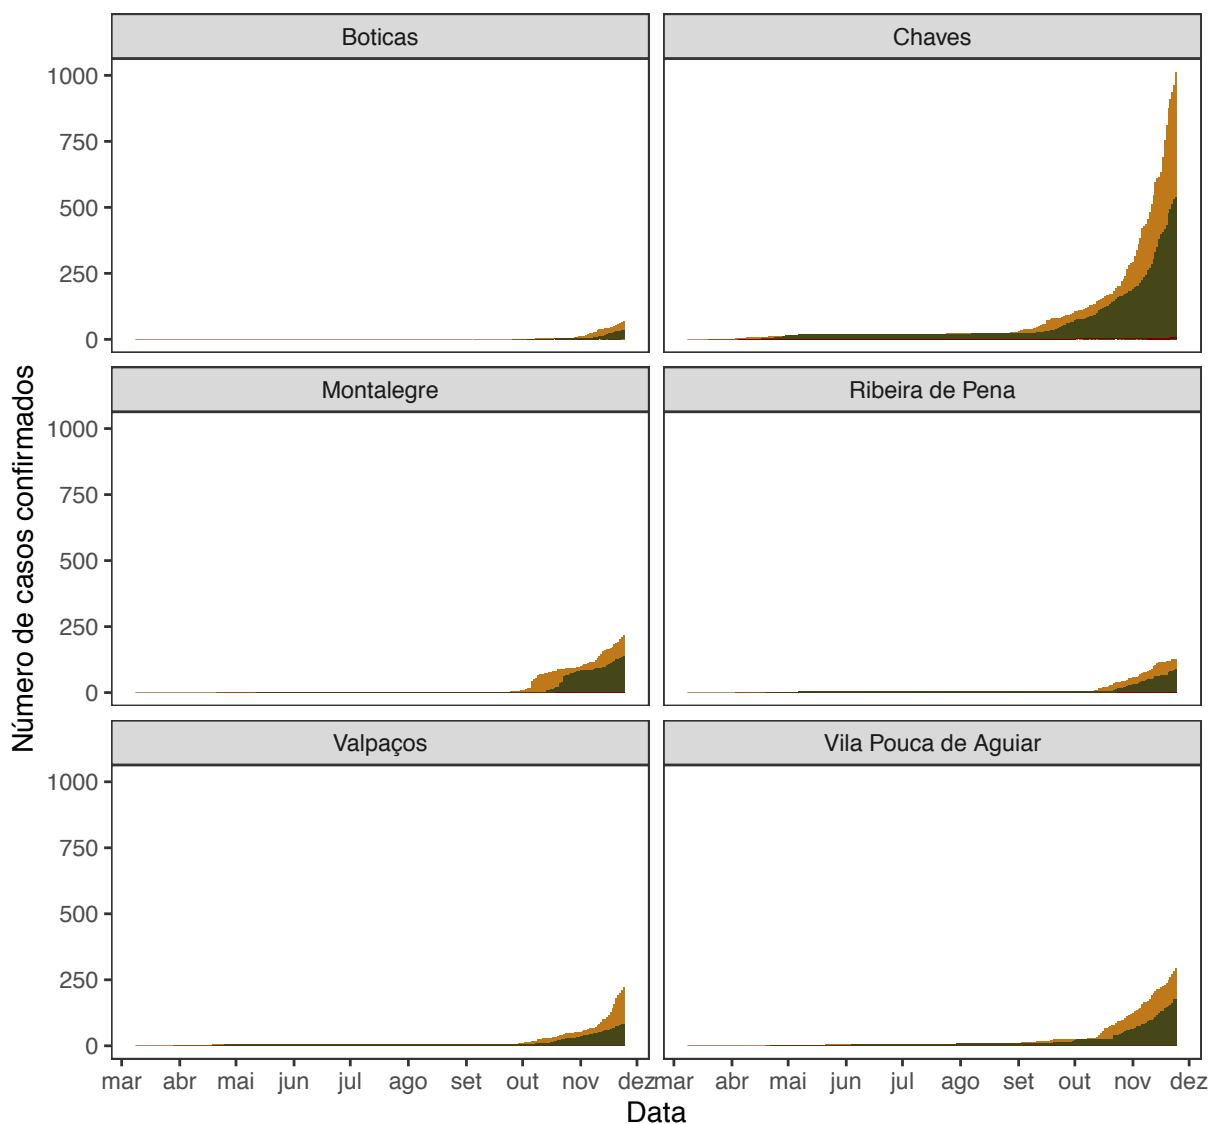 Boticas
Chaves
1000
750
500
250
0
Montalegre
Ribeira de Pena
1000
750
500
250
0
Valpaços
Vila Pouca de Aguiar
1000
750
500
250
0
mar abr mai jun jul ago set out nov dez
mar abr mai jun jul ago set out nov dez
Data
Número de casos confirmados